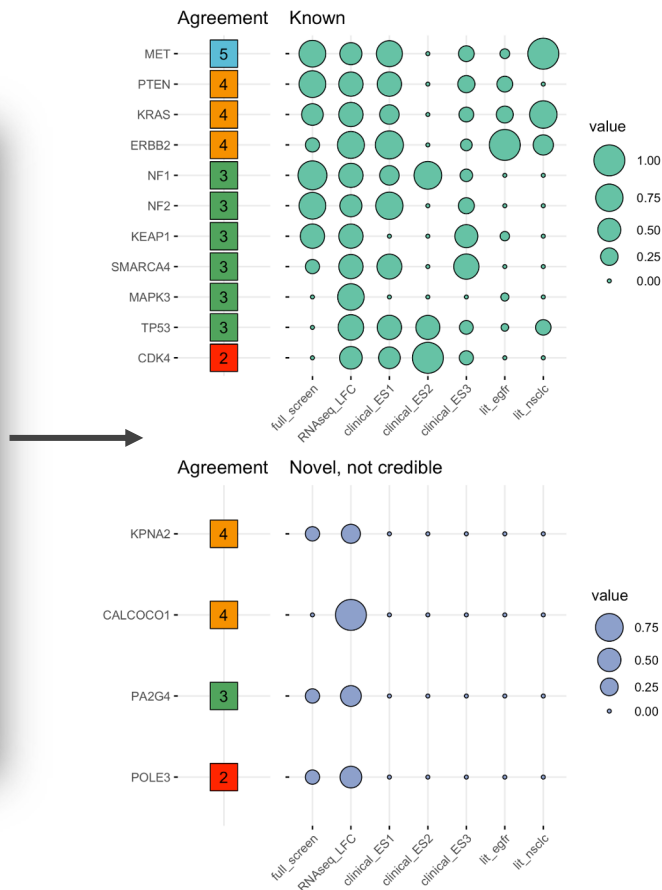 Agreement Known
MET 5
PTEN 4
KRAS 4
ERBB2 4
NF1 3
NF2 3
KEAP1 3
SMARCA4 3
MAPK3 3
TP53 3
CDK4 2
full_screen RNAseq_LFC clinical_ES1 clinical_ES2 clinical_ES3 lit_egfr lit_nsclc
value
1.00
0.75
0.50
0.25
0.00
Agreement Novel, not credible
KPNA2 4
CALCOCO1 4
PA2G4 3
POLE3 2
full_screen RNAseq_LFC clinical_ES1 clinical_ES2 clinical_ES3 lit_egfr lit_nsclc
value
0.75
0.50
0.25
0.00